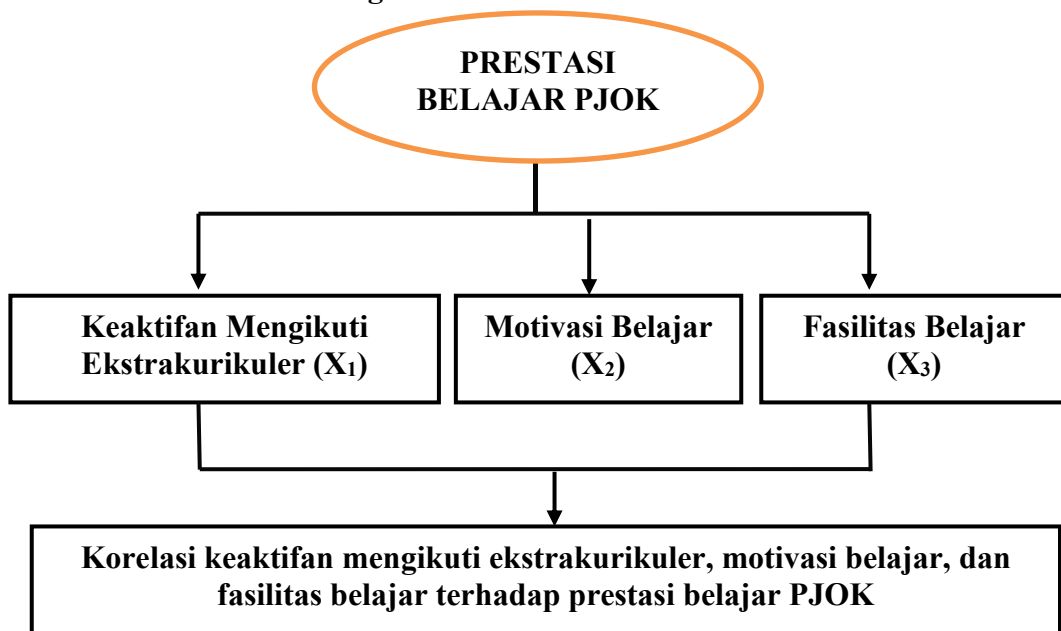 PRESTASI
BELAJAR PJOK
Keaktifan Mengikuti
Ekstrakurikuler (X₁)
Motivasi Belajar
(X₂)
Fasilitas Belajar
(X₃)
Korelasi keaktifan mengikuti ekstrakurikuler, motivasi belajar, dan
fasilitas belajar terhadap prestasi belajar PJOK